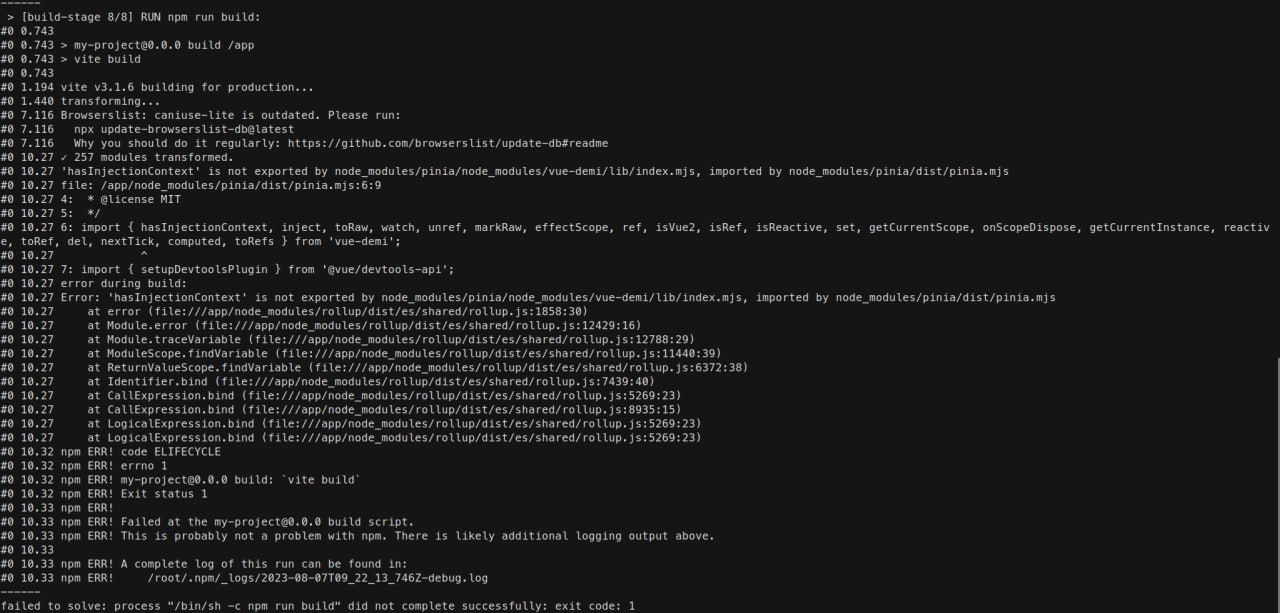 ------
 > [build-stage 8/8] RUN npm run build:
#0 0.743
#0 0.743 > my-project@0.0.0 build /app
#0 0.743 > vite build
#0 0.743
#0 1.194 vite v3.1.6 building for production...
#0 1.440 transforming...
#0 7.116 Browserslist: caniuse-lite is outdated. Please run:
#0 7.116   npx update-browserslist-db@latest
#0 7.116   Why you should do it regularly: https://github.com/browserslist/update-db#readme
#0 10.27 ✓ 257 modules transformed.
#0 10.27 'hasInjectionContext' is not exported by node_modules/pinia/node_modules/vue-demi/lib/index.mjs, imported by node_modules/pinia/dist/pinia.mjs
#0 10.27 file: /app/node_modules/pinia/dist/pinia.mjs:6:9
#0 10.27 4:  * @license MIT
#0 10.27 5:  */
#0 10.27 6: import { hasInjectionContext, inject, toRaw, watch, unref, markRaw, effectScope, ref, isVue2, isRef, isReactive, set, getCurrentScope, onScopeDispose, getCurrentInstance, reactiv
e, toRef, del, nextTick, computed, toRefs } from 'vue-demi';
#0 10.27             ^
#0 10.27 7: import { setupDevtoolsPlugin } from '@vue/devtools-api';
#0 10.27 error during build:
#0 10.27 Error: 'hasInjectionContext' is not exported by node_modules/pinia/node_modules/vue-demi/lib/index.mjs, imported by node_modules/pinia/dist/pinia.mjs
#0 10.27     at error (file:///app/node_modules/rollup/dist/es/shared/rollup.js:1858:30)
#0 10.27     at Module.error (file:///app/node_modules/rollup/dist/es/shared/rollup.js:12429:16)
#0 10.27     at Module.traceVariable (file:///app/node_modules/rollup/dist/es/shared/rollup.js:12788:29)
#0 10.27     at ModuleScope.findVariable (file:///app/node_modules/rollup/dist/es/shared/rollup.js:11440:39)
#0 10.27     at ReturnValueScope.findVariable (file:///app/node_modules/rollup/dist/es/shared/rollup.js:6372:38)
#0 10.27     at Identifier.bind (file:///app/node_modules/rollup/dist/es/shared/rollup.js:7439:40)
#0 10.27     at CallExpression.bind (file:///app/node_modules/rollup/dist/es/shared/rollup.js:5269:23)
#0 10.27     at CallExpression.bind (file:///app/node_modules/rollup/dist/es/shared/rollup.js:8935:15)
#0 10.27     at LogicalExpression.bind (file:///app/node_modules/rollup/dist/es/shared/rollup.js:5269:23)
#0 10.27     at LogicalExpression.bind (file:///app/node_modules/rollup/dist/es/shared/rollup.js:5269:23)
#0 10.32 npm ERR! code ELIFECYCLE
#0 10.32 npm ERR! errno 1
#0 10.32 npm ERR! my-project@0.0.0 build: `vite build`
#0 10.32 npm ERR! Exit status 1
#0 10.33 npm ERR!
#0 10.33 npm ERR! Failed at the my-project@0.0.0 build script.
#0 10.33 npm ERR! This is probably not a problem with npm. There is likely additional logging output above.
#0 10.33
#0 10.33 npm ERR! A complete log of this run can be found in:
#0 10.33 npm ERR!     /root/.npm/_logs/2023-08-07T09_22_13_746Z-debug.log
------
failed to solve: process "/bin/sh -c npm run build" did not complete successfully: exit code: 1